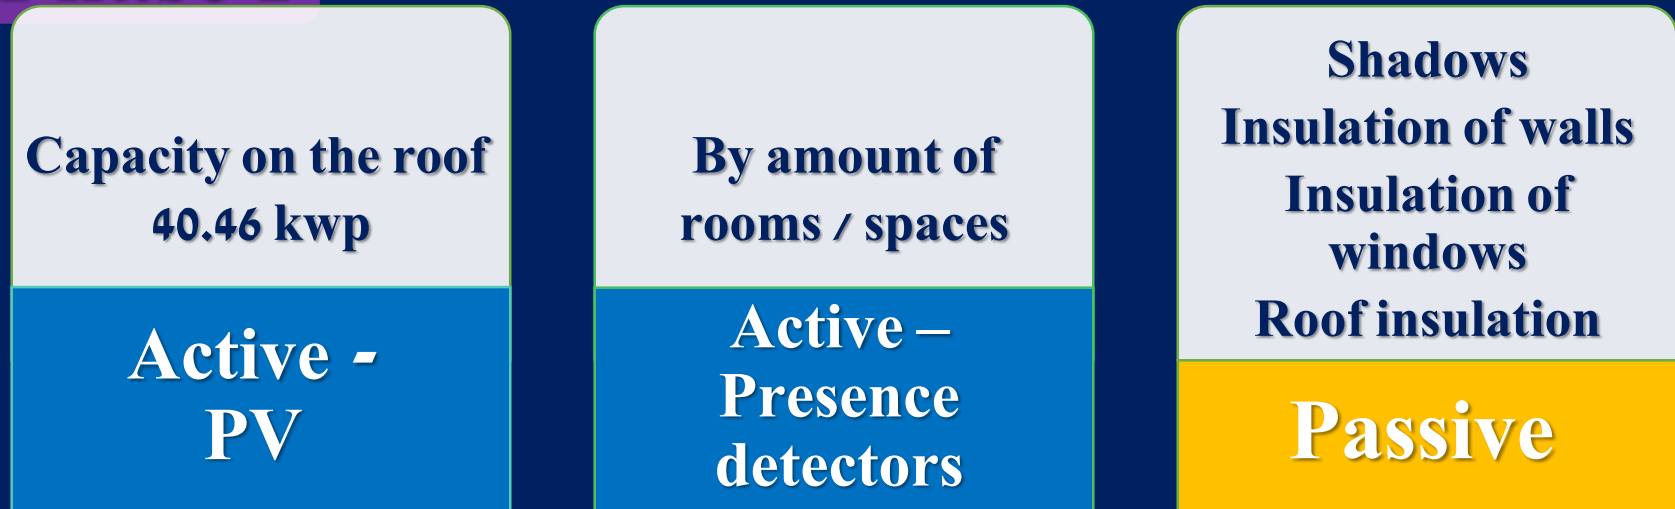 Capacity on the roof
40.46 kwp
Active -
PV
By amount of
rooms / spaces
Active –
Presence
detectors
Shadows
Insulation of walls
Insulation of
windows
Roof insulation
Passive